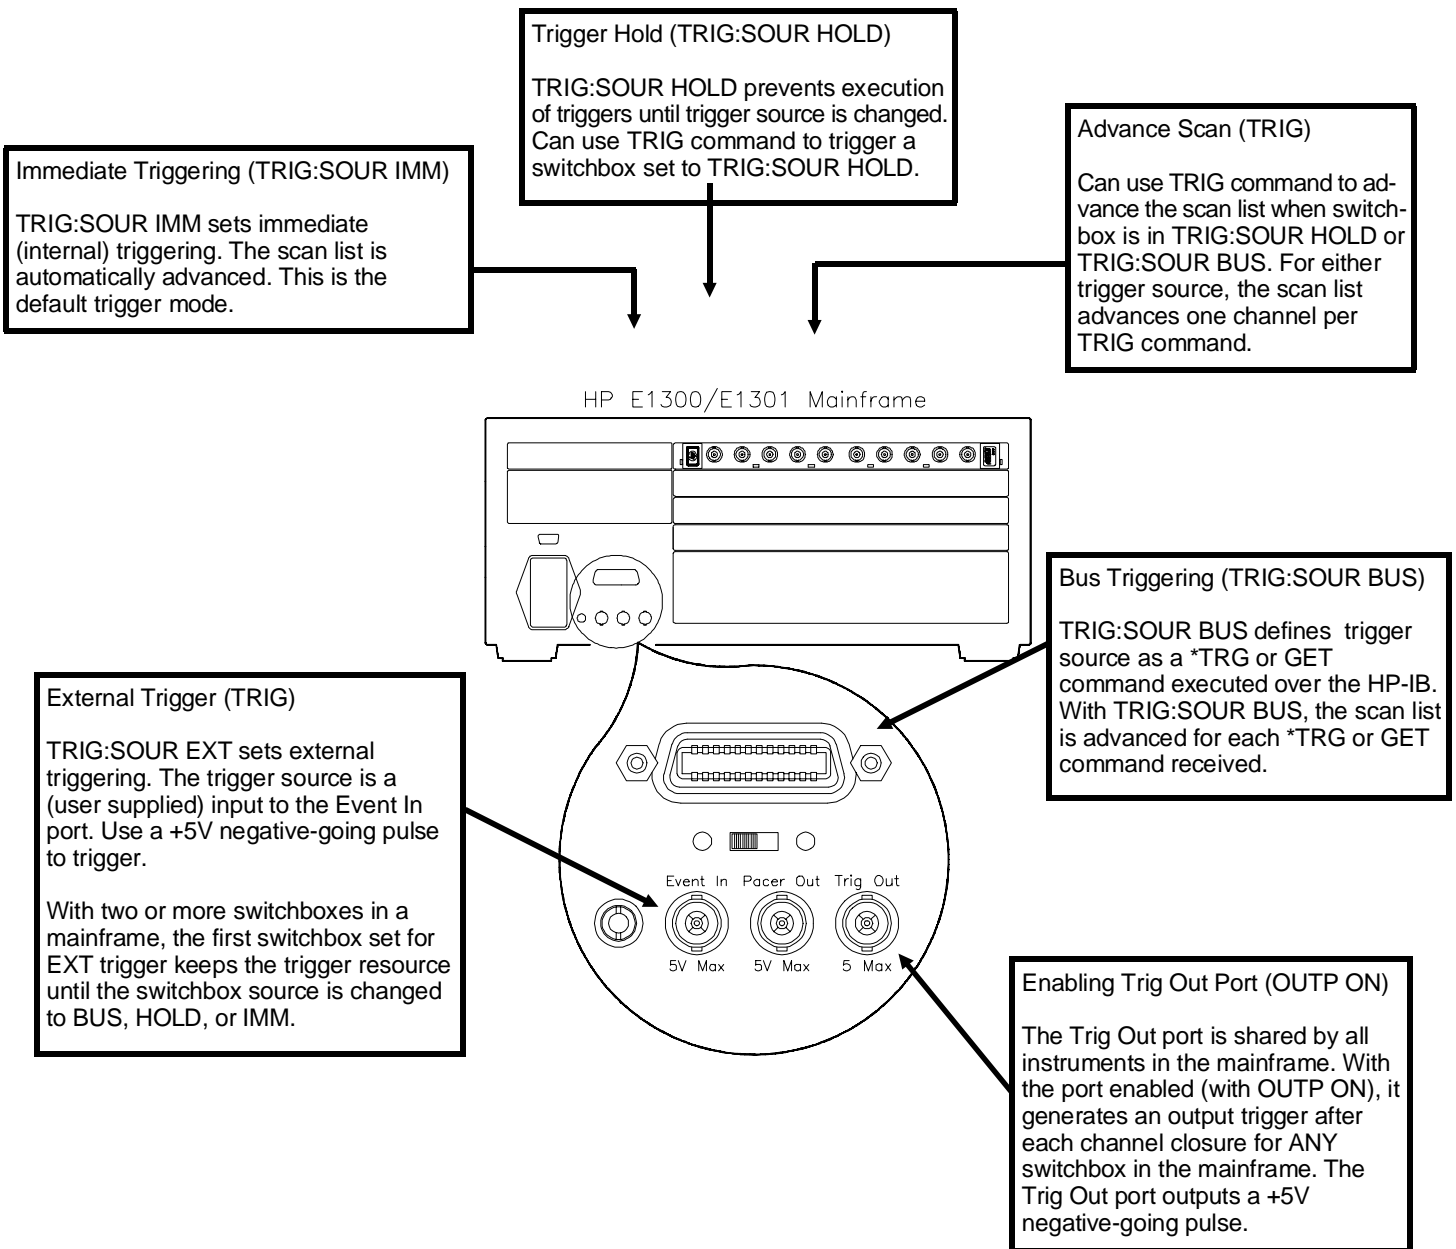 Trigger Hold (TRIG:SOUR HOLD)
TRIG:SOUR HOLD prevents execution
of triggers until trigger source is changed.
Can use TRIG command to trigger a
switchbox set to TRIG:SOUR HOLD.
Immediate Triggering (TRIG:SOUR IMM)
TRIG:SOUR IMM sets immediate
(internal) triggering. The scan list is
automatically advanced. This is the
default trigger mode.
Advance Scan (TRIG)
Can use TRIG command to ad-
vance the scan list when switch-
box is in TRIG:SOUR HOLD or
TRIG:SOUR BUS. For either
trigger source, the scan list
advances one channel per
TRIG command.
HP E1300/E1301 Mainframe
Bus Triggering (TRIG:SOUR BUS)
TRIG:SOUR BUS defines  trigger
source as a *TRG or GET
command executed over the HP-IB.
With TRIG:SOUR BUS, the scan list
is advanced for each *TRG or GET
command received.
External Trigger (TRIG)
TRIG:SOUR EXT sets external
triggering. The trigger source is a
(user supplied) input to the Event In
port. Use a +5V negative-going pulse
to trigger.
With two or more switchboxes in a
mainframe, the first switchbox set for
EXT trigger keeps the trigger resource
until the switchbox source is changed
to BUS, HOLD, or IMM.
Event In Pacer Out Trig Out
5V Max 5V Max 5 Max
Enabling Trig Out Port (OUTP ON)
The Trig Out port is shared by all
instruments in the mainframe. With
the port enabled (with OUTP ON), it
generates an output trigger after
each channel closure for ANY
switchbox in the mainframe. The
Trig Out port outputs a +5V
negative-going pulse.